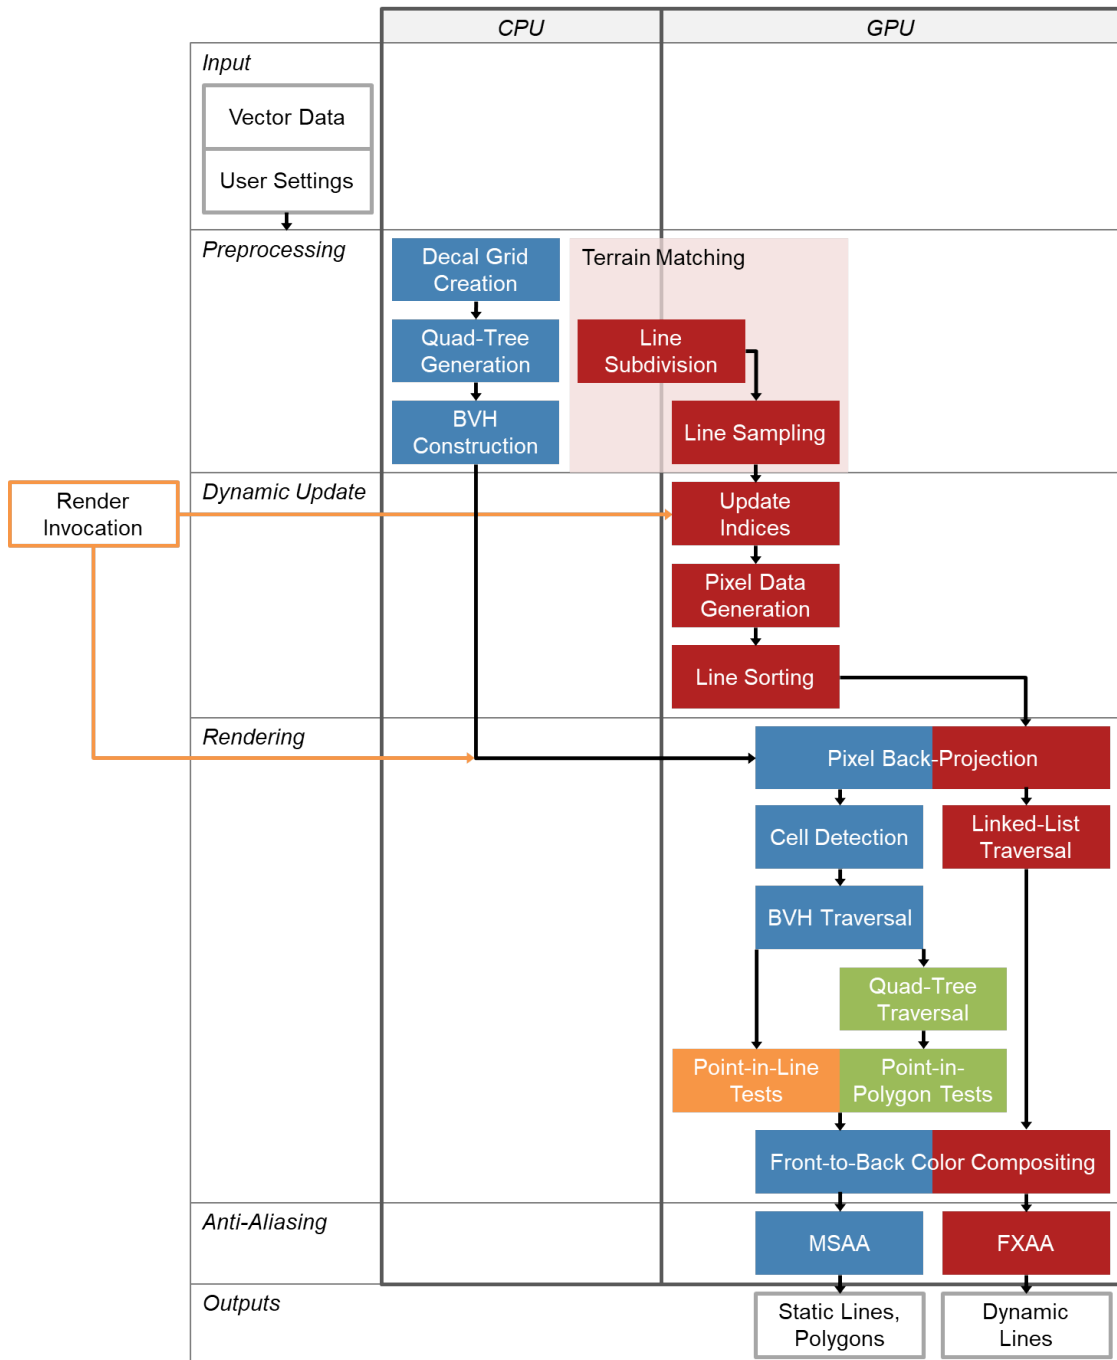 CPU
GPU
Input
Vector Data
User Settings
Preprocessing
Decal Grid
Creation
Terrain Matching
Quad-Tree
Generation
Line
Subdivision
BVH
Construction
Line Sampling
Dynamic Update
Render
Invocation
Update
Indices
Pixel Data
Generation
Line Sorting
Rendering
Pixel Back-Projection
Cell Detection
Linked-List
Traversal
BVH Traversal
Quad-Tree
Traversal
Point-in-Line
Tests
Point-in-
Polygon Tests
Front-to-Back Color Compositing
Anti-Aliasing
MSAA
FXAA
Outputs
Static Lines,
Polygons
Dynamic
Lines